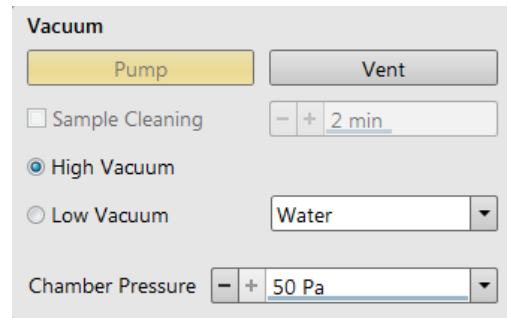 Vacuum
Pump Vent
Sample Cleaning - + 2 min
High Vacuum
Low Vacuum Water
Chamber Pressure - + 50 Pa